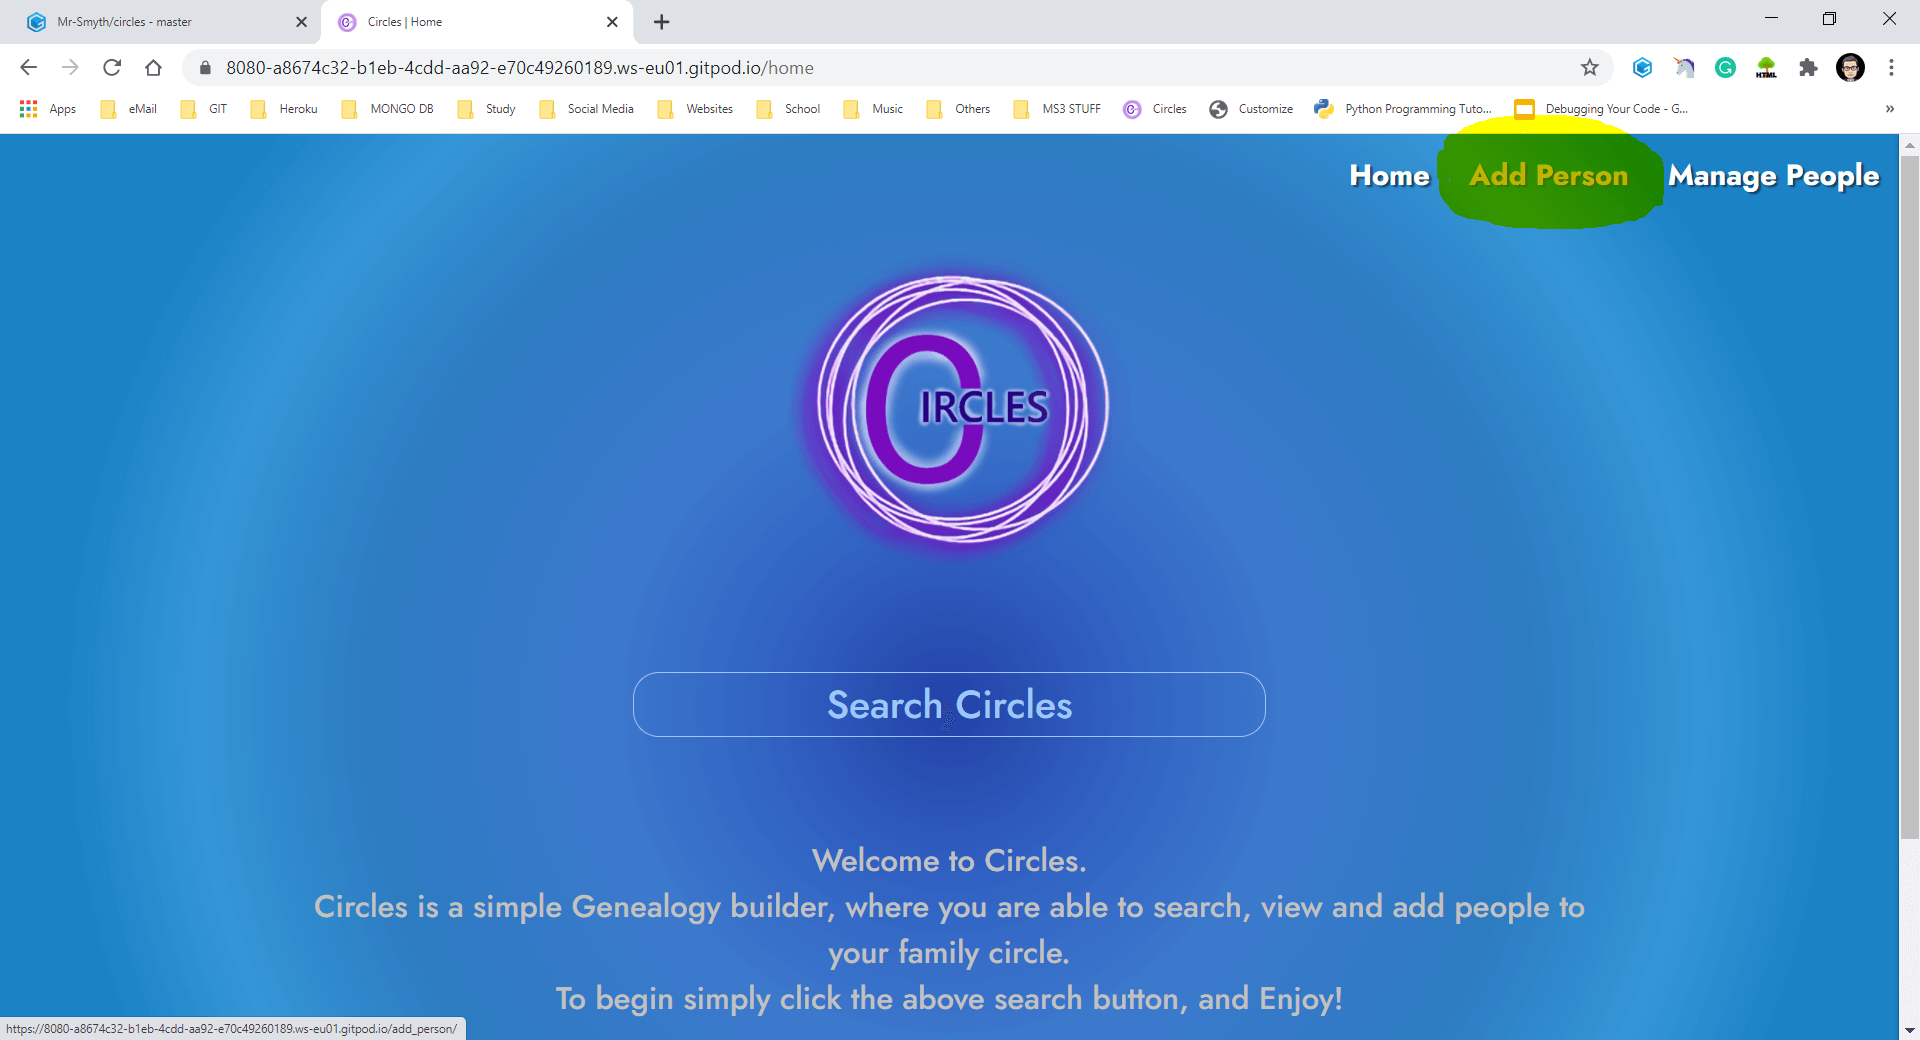 Mr-Smyth/circles - master
Circles | Home
8080-a8674c32-b1eb-4cdd-aa92-e70c49260189.ws-eu01.gitpod.io/home
Apps eMail GIT Heroku MONGO DB Study Social Media Websites School Music Others MS3 STUFF Circles Customize Python Programming Tuto... Debugging Your Code - G... »
Home Add Person Manage People
CIRCLES
Search Circles
Welcome to Circles.
Circles is a simple Genealogy builder, where you are able to search, view and add people to
your family circle.
To begin simply click the above search button, and Enjoy!
https://8080-a8674c32-b1eb-4cdd-aa92-e70c49260189.ws-eu01.gitpod.io/add_person/